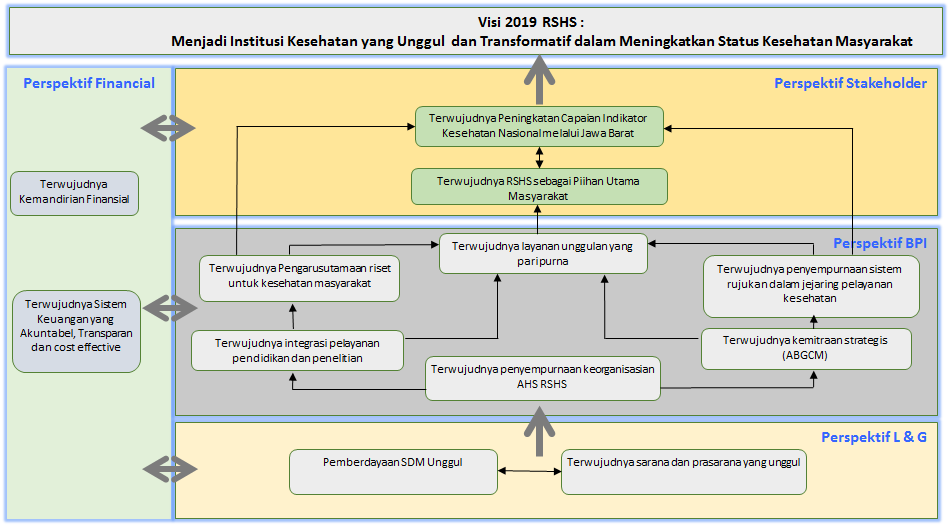 Visi 2019 RSHS :
Menjadi Institusi Kesehatan yang Unggul dan Transformatif dalam Meningkatkan Status Kesehatan Masyarakat
Perspektif Financial
Terwujudnya
Kemandirian Finansial
Terwujudnya Sistem
Keuangan yang
Akuntabel, Transparan
dan cost effective
Perspektif Stakeholder
Terwujudnya Peningkatan Capaian Indikator
Kesehatan Nasional melalui Jawa Barat
Terwujudnya RSHS sebagai Piihan Utama
Masyarakat
Perspektif BPI
Terwujudnya layanan unggulan yang
paripurna
Terwujudnya Pengarusutamaan riset
untuk kesehatan masyarakat
Terwujudnya penyempurnaan sistem
rujukan dalam jejaring pelayanan
kesehatan
Terwujudnya integrasi pelayanan
pendidikan dan penelitian
Terwujudnya kemitraan strategis
(ABGCM)
Terwujudnya penyempurnaan keorganisasian
AHS RSHS
Perspektif L & G
Pemberdayaan SDM Unggul
Terwujudnya sarana dan prasarana yang unggul